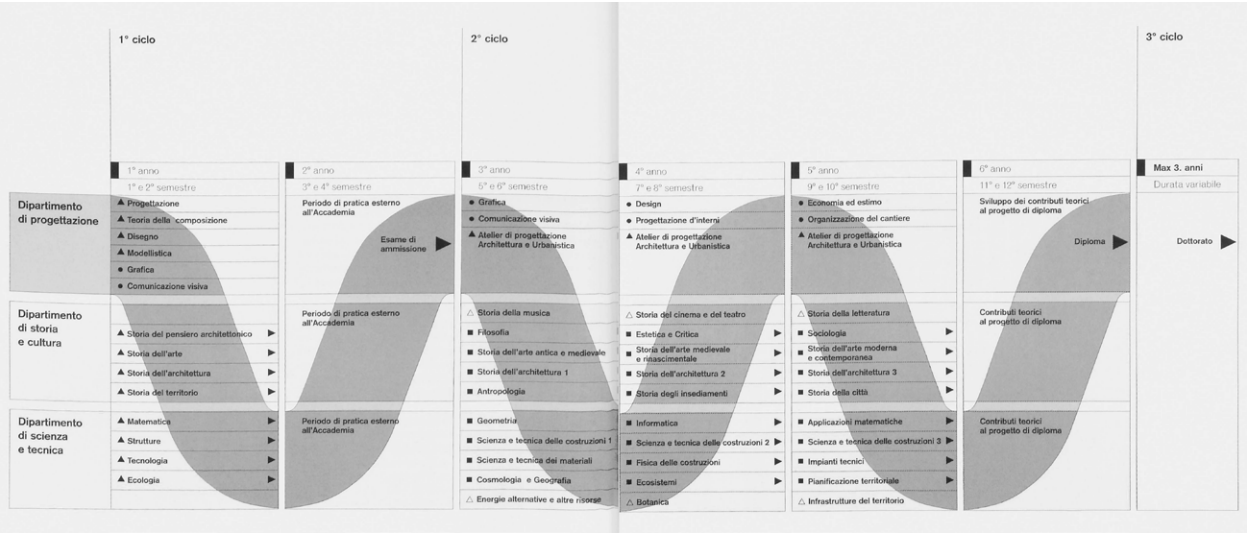 1° ciclo
2° ciclo
3° ciclo
1° anno
2° anno
3° anno
4° anno
5° anno
6° anno
Max 3. anni
1° e 2° semestre
3° e 4° semestre
5° e 6° semestre
7° e 8° semestre
9° e 10° semestre
11° e 12° semestre
Durata variabile
Dipartimento
di progettazione
Progettazione
Teoria della composizione
Disegno
Modellistica
Grafica
Comunicazione visiva
Periodo di pratica esterno
all'Accademia
Esame di
ammissione
Grafica
Comunicazione visiva
Atelier di progettazione
Architettura e Urbanistica
Design
Progettazione d'interni
Atelier di progettazione
Architettura e Urbanistica
Economia ed estimo
Organizzazione del cantiere
Atelier di progettazione
Architettura e Urbanistica
Sviluppo dei contributi teorici
al progetto di diploma
Diploma
Dottorato
Dipartimento
di storia
e cultura
Storia del pensiero architettonico
Storia dell'arte
Storia dell'architettura
Storia del territorio
Periodo di pratica esterno
all'Accademia
Storia della musica
Filosofia
Storia dell'arte antica e medievale
Storia dell'architettura 1
Antropologia
Storia del cinema e del teatro
Estetica e Critica
Storia dell'arte medievale
e rinascimentale
Storia dell'architettura 2
Storia degli insediamenti
Storia della letteratura
Sociologia
Storia dell'arte moderna
e contemporanea
Storia dell'architettura 3
Storia della città
Contributi teorici
al progetto di diploma
Dipartimento
di scienza
e tecnica
Matematica
Strutture
Tecnologia
Ecologia
Periodo di pratica esterno
all'Accademia
Geometria
Scienza e tecnica delle costruzioni 1
Scienza e tecnica dei materiali
Cosmologia e Geografia
Energie alternative e altre risorse
Informatica
Scienza e tecnica delle costruzioni 2
Fisica delle costruzioni
Ecosistemi
Botanica
Applicazioni matematiche
Scienza e tecnica delle costruzioni 3
Impianti tecnici
Pianificazione territoriale
Infrastrutture del territorio
Contributi teorici
al progetto di diploma